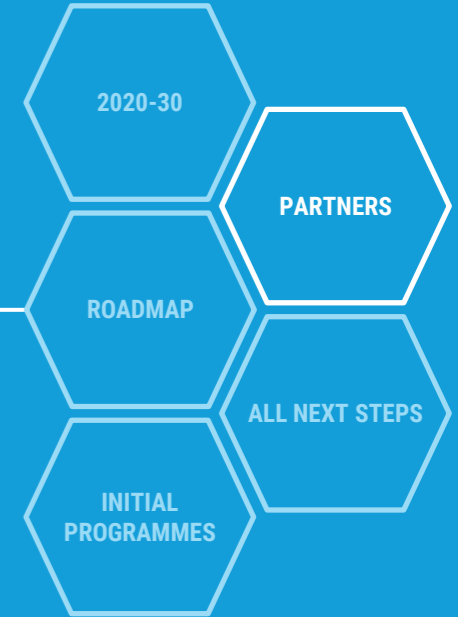 2020-30
PARTNERS
ROADMAP
ALL NEXT STEPS
INITIAL
PROGRAMMES